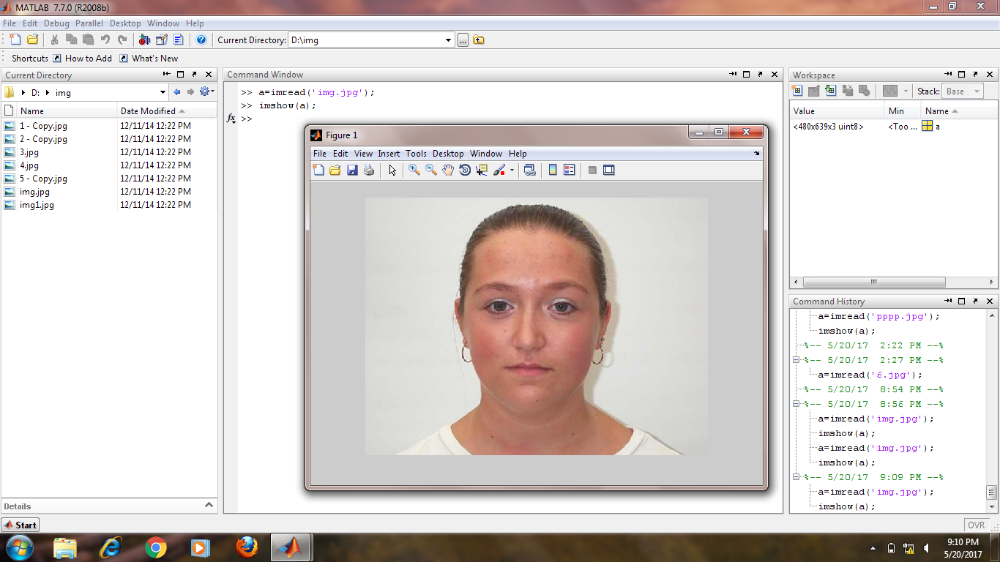 MATLAB 7.7.0 (R2008b)
File Edit Debug Parallel Desktop Window Help
Current Directory: D:\img
Shortcuts How to Add What's New
Current Directory
D: img
Name Date Modified
1 - Copy.jpg 12/11/14 12:22 PM
2 - Copy.jpg 12/11/14 12:22 PM
3.jpg 12/11/14 12:22 PM
4.jpg 12/11/14 12:22 PM
5 - Copy.jpg 12/11/14 12:22 PM
img.jpg 12/11/14 12:22 PM
img1.jpg 12/11/14 12:22 PM
Details
Command Window
>> a=imread('img.jpg');
>> imshow(a);
fx >>
Figure 1
File Edit View Insert Tools Desktop Window Help
Workspace
Stack: Base
Value Min Name
<480x639x3 uint8> <Too ... a
Command History
a=imread('pppp.jpg');
imshow(a);
%-- 5/20/17 2:22 PM --%
%-- 5/20/17 2:27 PM --%
a=imread('6.jpg');
%-- 5/20/17 8:54 PM --%
%-- 5/20/17 8:56 PM --%
a=imread('img.jpg');
imshow(a);
a=imread('img.jpg');
imshow(a);
%-- 5/20/17 9:09 PM --%
a=imread('img.jpg');
imshow(a);
Start
OVR
9:10 PM
5/20/2017